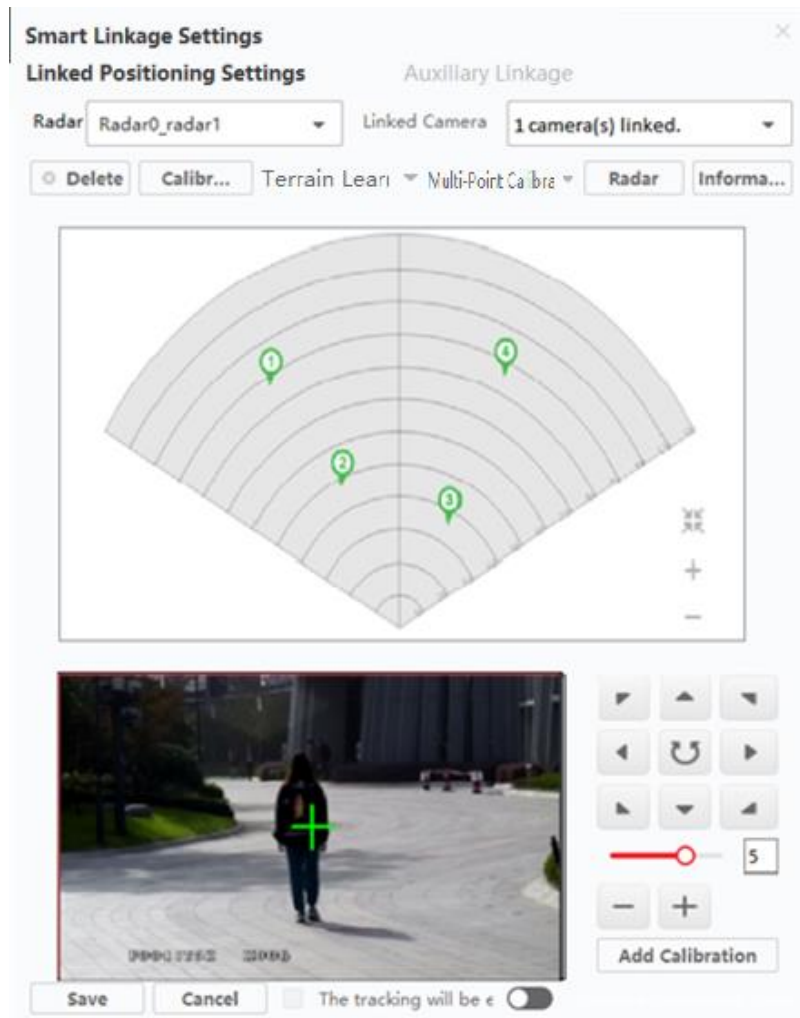 Smart Linkage Settings
Linked Positioning Settings Auxiliary Linkage
Radar Radar0_radar1 Linked Camera 1 camera(s) linked.
Delete Calibr... Terrain Lear Multi-Point Calibra Radar Informa...
1
4
2
3
5
Add Calibration
Save Cancel The tracking will be e